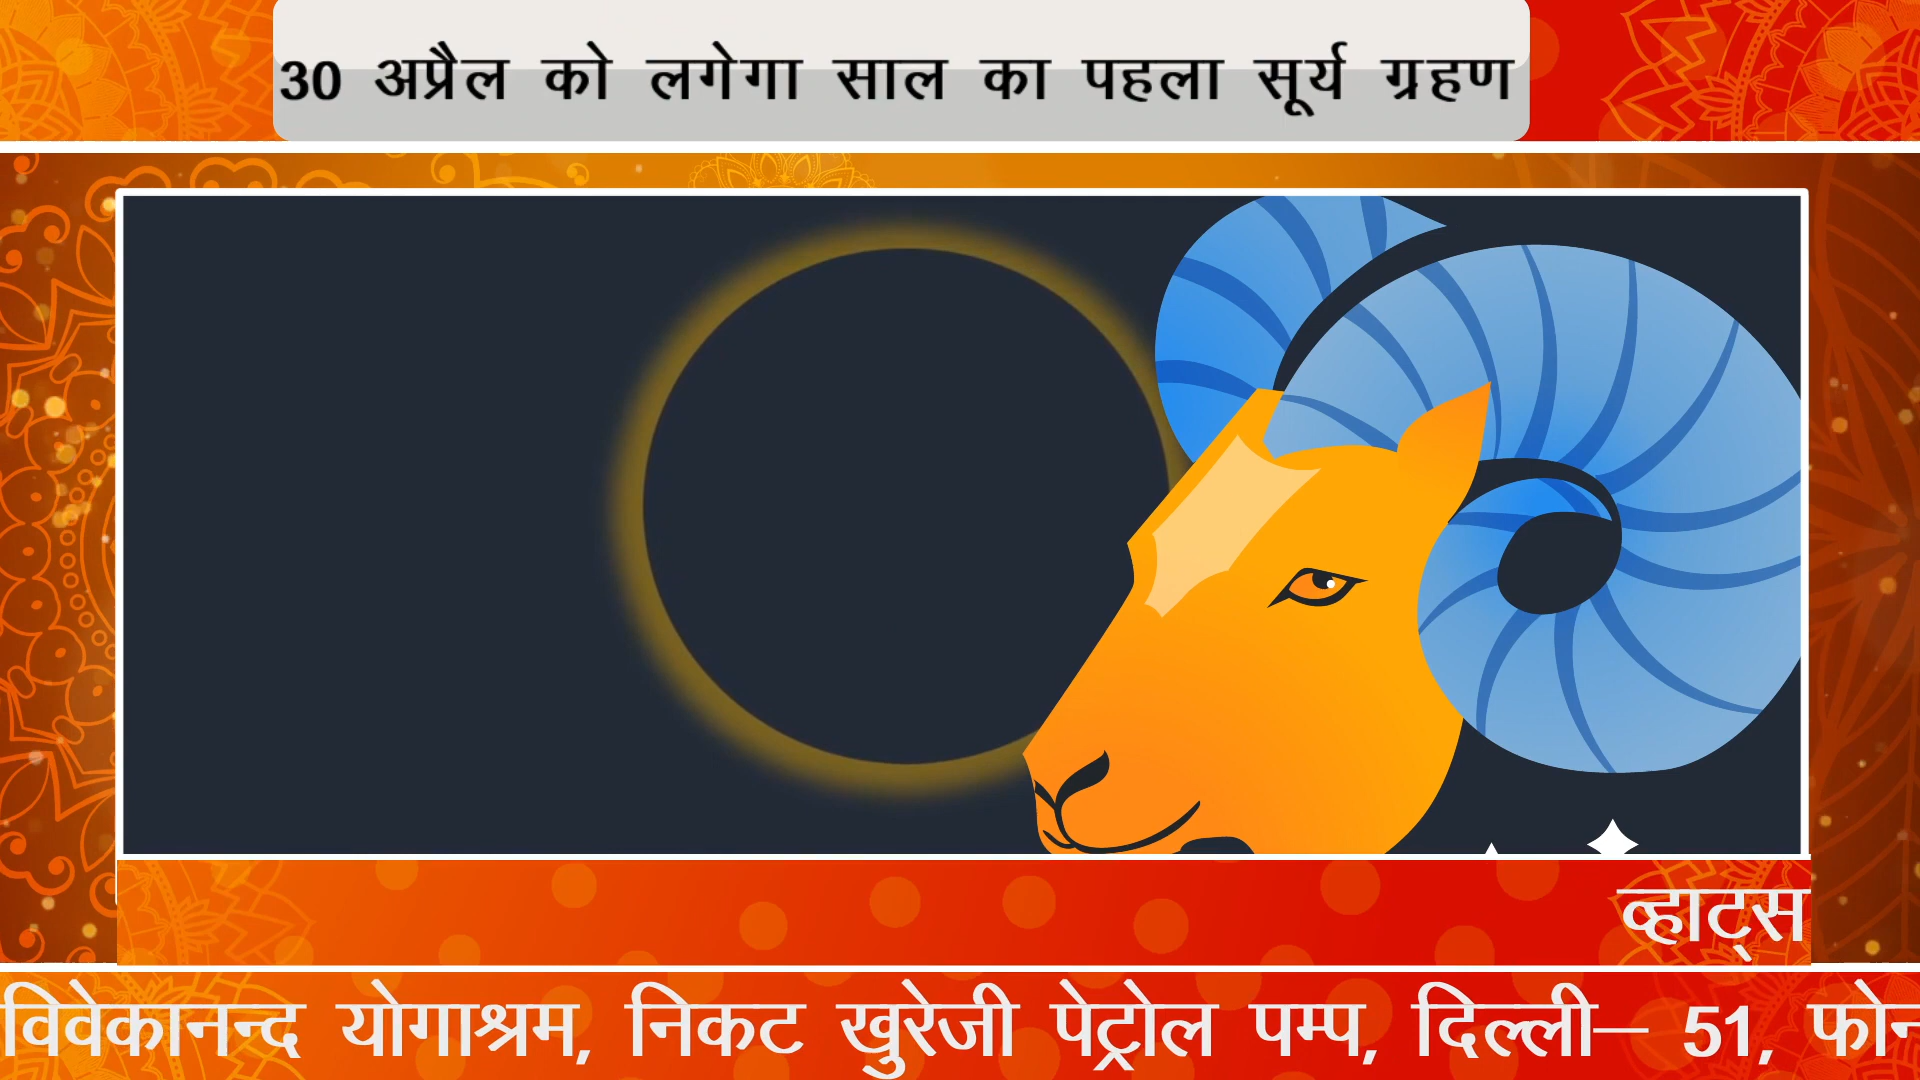 30 अप्रैल को लगेगा साल का पहला सूर्य ग्रहण
व्हाट्स
विवेकानन्द योगाश्रम, निकट खुरेजी पेट्रोल पम्प, दिल्ली– 51, फोन